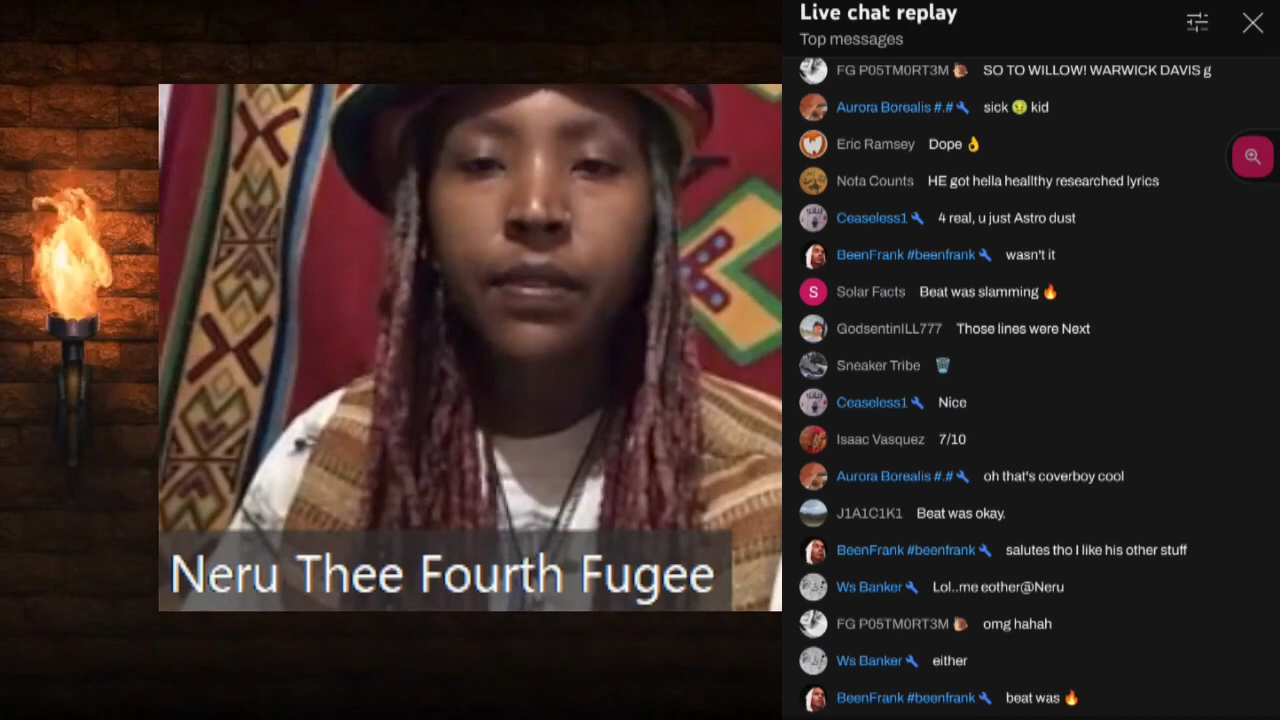 Live chat replay
Top messages
FG P05TM0RT3M SO TO WILLOW! WARWICK DAVIS g
Aurora Borealis #.# sick 🤢 kid
Eric Ramsey Dope 👌
Nota Counts HE got hella heallthy researched lyrics
Ceaseless1 4 real, u just Astro dust
BeenFrank #beenfrank wasn't it
S Solar Facts Beat was slamming 🔥
GodsentinILL777 Those lines were Next
Sneaker Tribe 🗑️
Ceaseless1 Nice
Isaac Vasquez 7/10
Aurora Borealis #.# oh that's coverboy cool
J1A1C1K1 Beat was okay.
BeenFrank #beenfrank salutes tho I like his other stuff
Ws Banker Lol..me eother@Neru
FG P05TM0RT3M omg hahah
Ws Banker either
BeenFrank #beenfrank beat was 🔥
Neru Thee Fourth Fugee